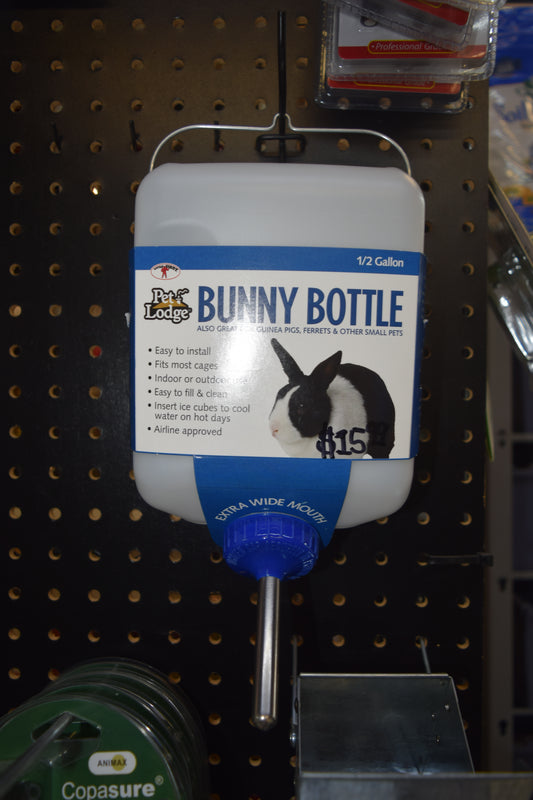 •Professional Gra
1/2 Gallon
Pet Lodge
BUNNY BOTTLE
ALSO GREAT FOR GUINEA PIGS, FERRETS & OTHER SMALL PETS
• Easy to install
• Fits most cages
• Indoor or outdoor use
• Easy to fill & clean
• Insert ice cubes to cool
water on hot days
• Airline approved
$15
EXTRA WIDE MOUTH
ANIMAX
Copasure®